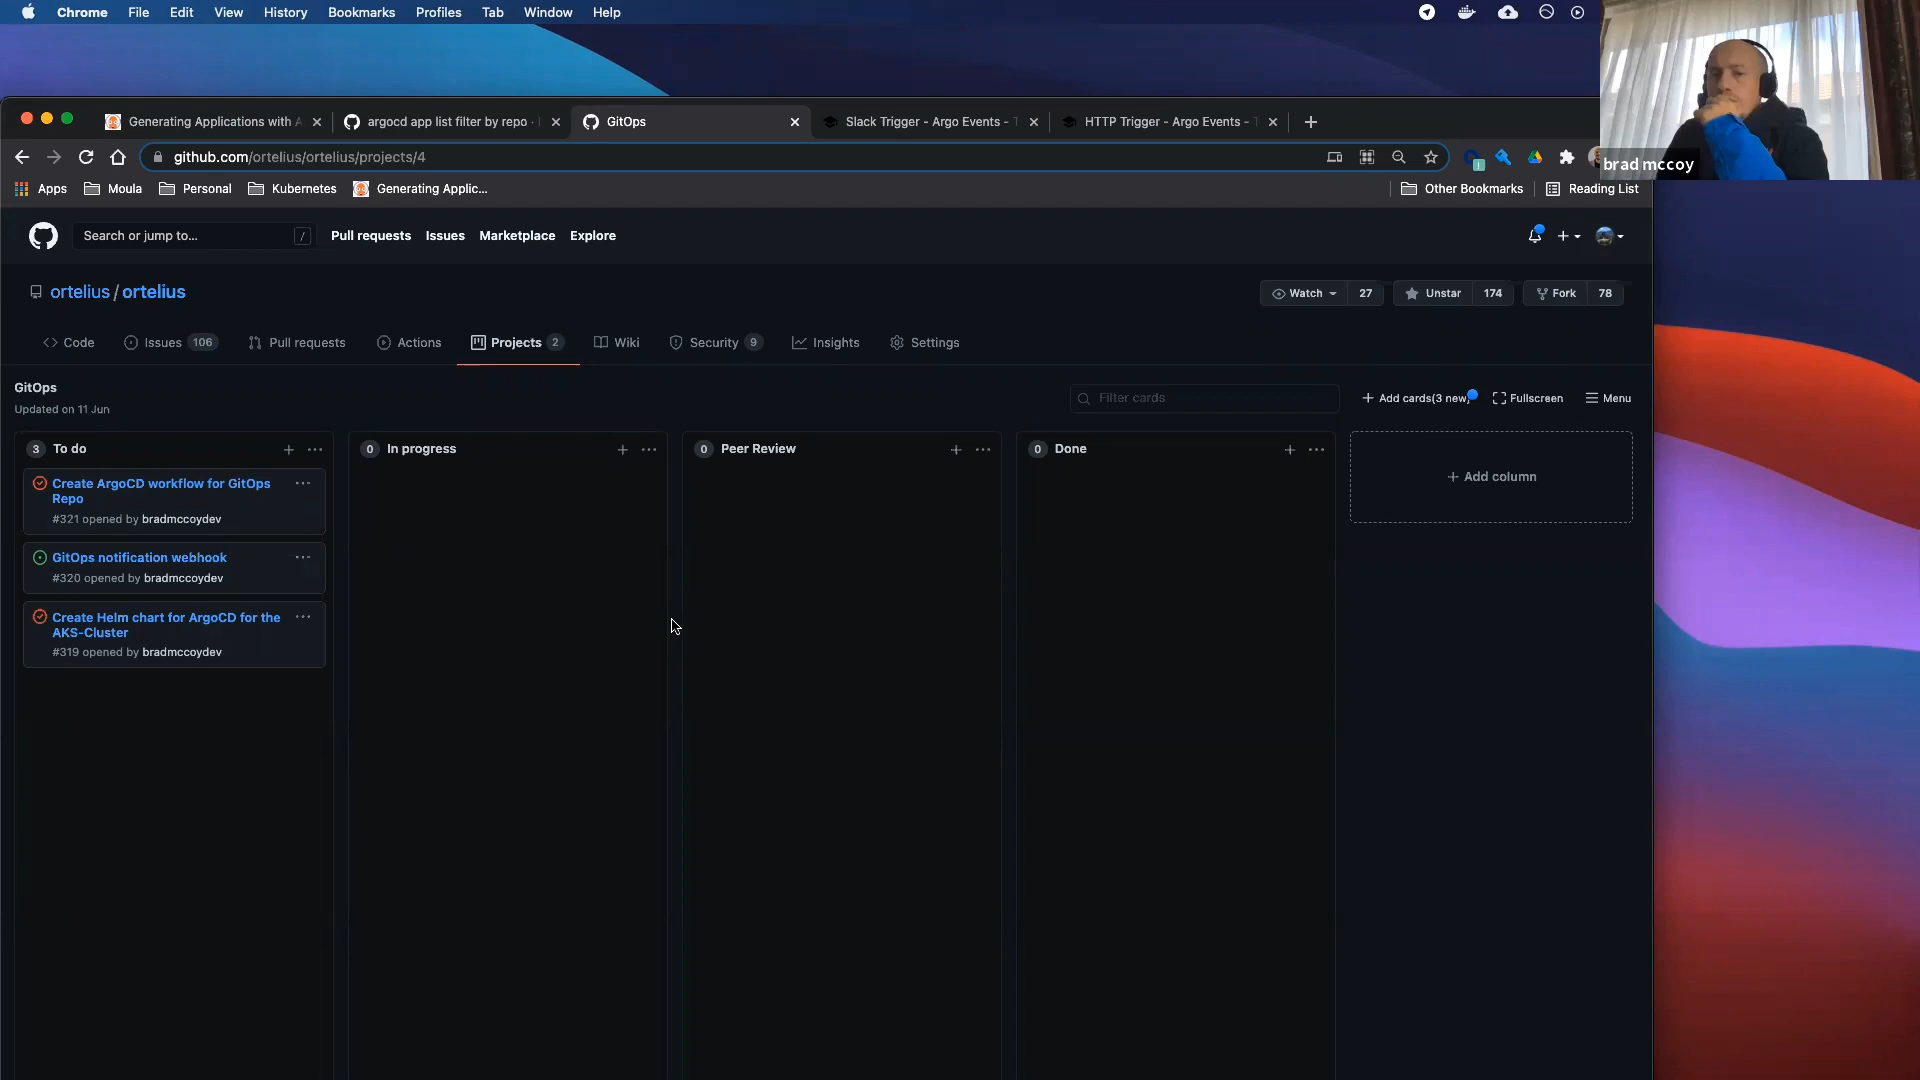 Chrome File Edit View History Bookmarks Profiles Tab Window Help
Generating Applications with A
argocd app list filter by repo ·
GitOps
Slack Trigger - Argo Events - T
HTTP Trigger - Argo Events -
github.com/ortelius/ortelius/projects/4
brad mccoy
Apps Moula Personal Kubernetes Generating Applic... Other Bookmarks Reading List
Search or jump to... / Pull requests Issues Marketplace Explore
ortelius / ortelius
Watch 27 Unstar 174 Fork 78
Code Issues 106 Pull requests Actions Projects 2 Wiki Security 9 Insights Settings
GitOps
Updated on 11 Jun
Filter cards
+ Add cards(3 new) Fullscreen Menu
3 To do
Create ArgoCD workflow for GitOps
Repo
#321 opened by bradmccoydev
GitOps notification webhook
#320 opened by bradmccoydev
Create Helm chart for ArgoCD for the
AKS-Cluster
#319 opened by bradmccoydev
0 In progress
0 Peer Review
0 Done
+ Add column